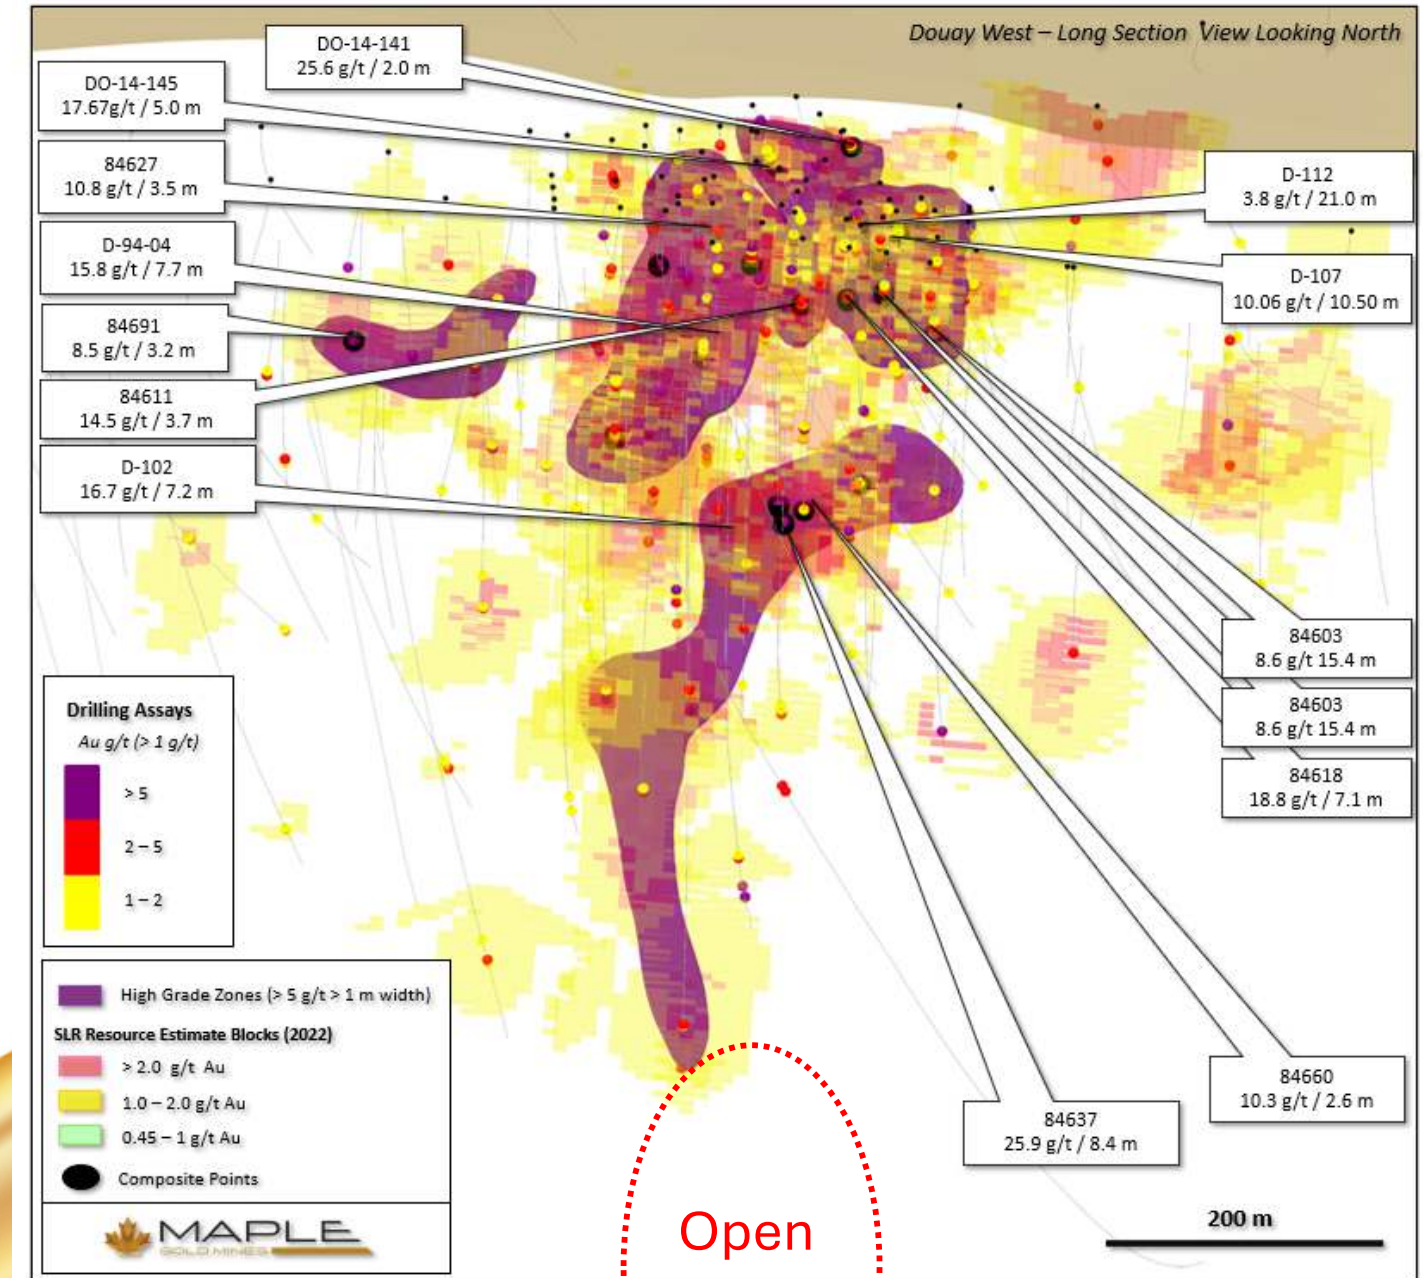 Douay West – Long Section View Looking North
DO-14-141
25.6 g/t / 2.0 m
DO-14-145
17.67g/t / 5.0 m
84627
10.8 g/t / 3.5 m
D-94-04
15.8 g/t / 7.7 m
84691
8.5 g/t / 3.2 m
84611
14.5 g/t / 3.7 m
D-102
16.7 g/t / 7.2 m
D-112
3.8 g/t / 21.0 m
D-107
10.06 g/t / 10.50 m
84603
8.6 g/t 15.4 m
84603
8.6 g/t 15.4 m
84618
18.8 g/t / 7.1 m
84660
10.3 g/t / 2.6 m
84637
25.9 g/t / 8.4 m
Drilling Assays
Au g/t (> 1 g/t)
> 5
2 – 5
1 – 2
High Grade Zones (> 5 g/t > 1 m width)
SLR Resource Estimate Blocks (2022)
> 2.0 g/t Au
1.0 – 2.0 g/t Au
0.45 – 1 g/t Au
Composite Points
MAPLE
GOLD MINES
Open
200 m